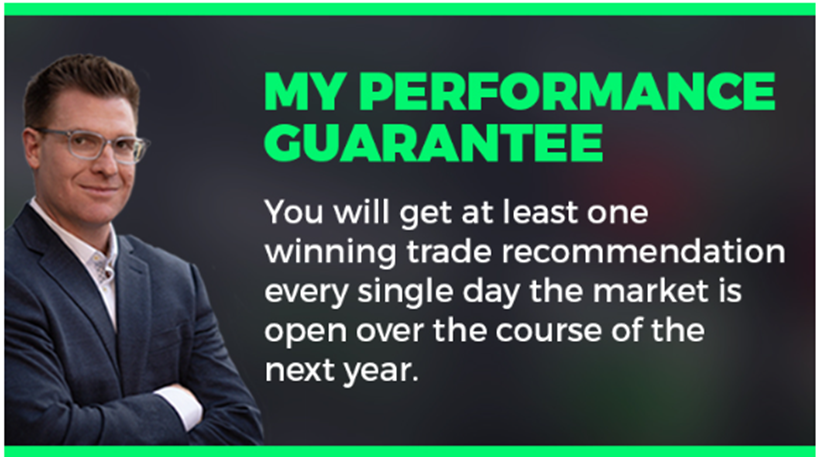 MY PERFORMANCE
GUARANTEE
You will get at least one
winning trade recommendation
every single day the market is
open over the course of the
next year.